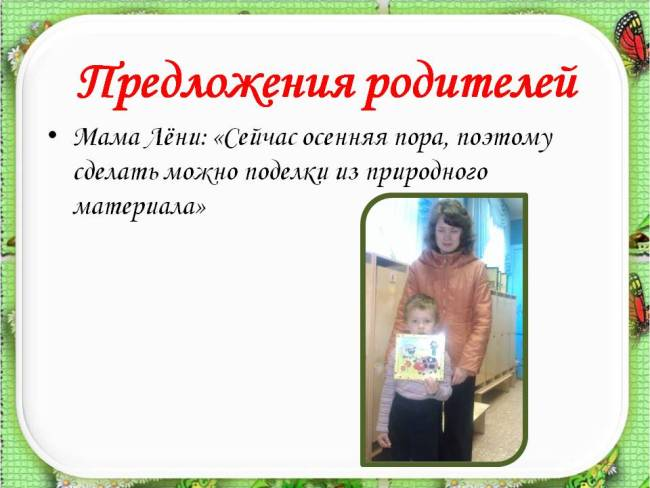 Предложения родителей
• Мама Лёни: «Сейчас осенняя пора, поэтому
сделать можно поделки из природного
материала»